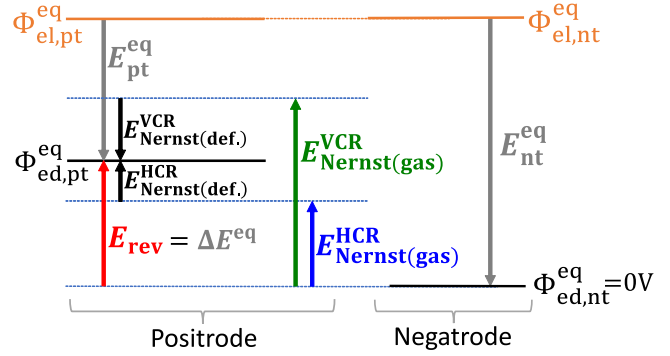 Φ^eq_el,pt
Φ^eq_el,nt
E^eq_pt
E^VCR_Nernst(def.)
E^VCR_Nernst(gas)
E^eq_nt
Φ^eq_ed,pt
E^HCR_Nernst(def.)
E_rev = ΔE^eq
E^HCR_Nernst(gas)
Φ^eq_ed,nt=0V
Positrode
Negatrode